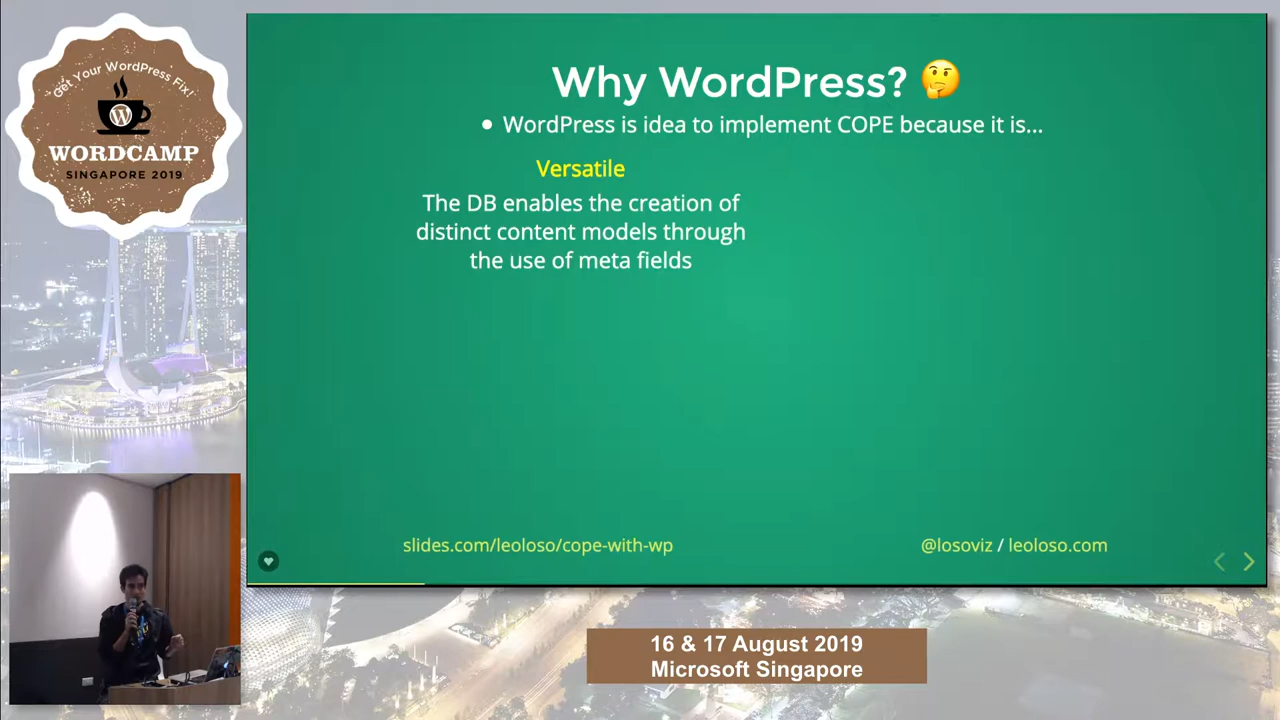 Get Your WordPress Fix!
WORDCAMP
SINGAPORE 2019
Why WordPress? 🤔
• WordPress is idea to implement COPE because it is...
Versatile
The DB enables the creation of
distinct content models through
the use of meta fields
slides.com/leoloso/cope-with-wp
@losoviz / leoloso.com
16 & 17 August 2019
Microsoft Singapore